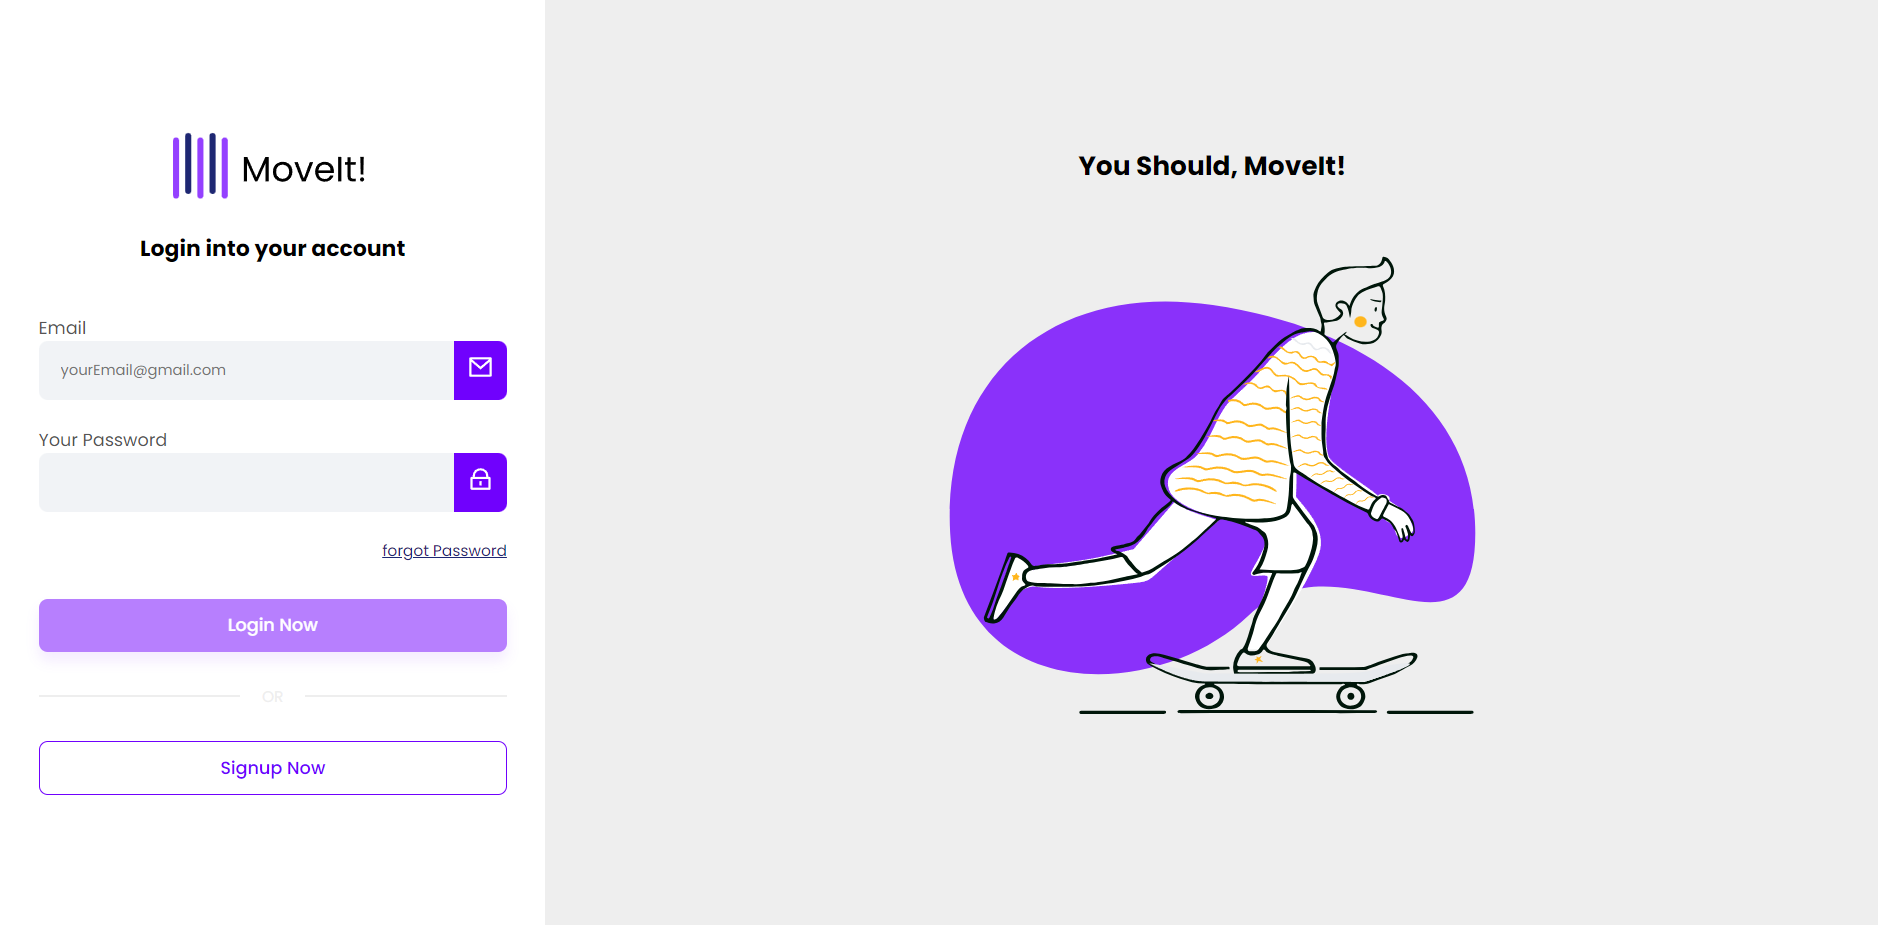 MoveIt!
Login into your account
Email
yourEmail@gmail.com
Your Password
forgot Password
Login Now
OR
Signup Now
You Should, MoveIt!